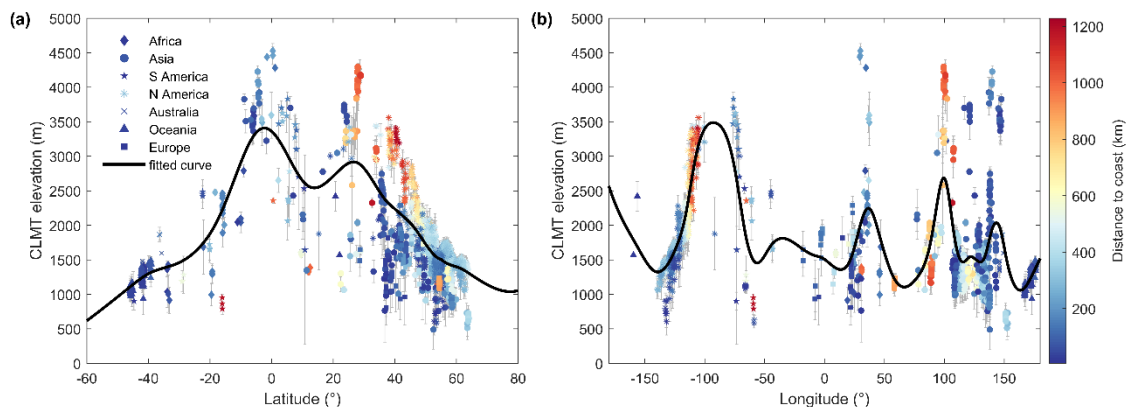 (a)
5000
4500
4000
3500
3000
2500
2000
1500
1000
500
0
CLMT elevation (m)
Africa
Asia
S America
N America
Australia
Oceania
Europe
fitted curve
-60
-40
-20
0
20
40
60
80
Latitude (°)
(b)
5000
4500
4000
3500
3000
2500
2000
1500
1000
500
0
CLMT elevation (m)
-150
-100
-50
0
50
100
150
Longitude (°)
1200
1000
800
600
400
200
Distance to coast (km)